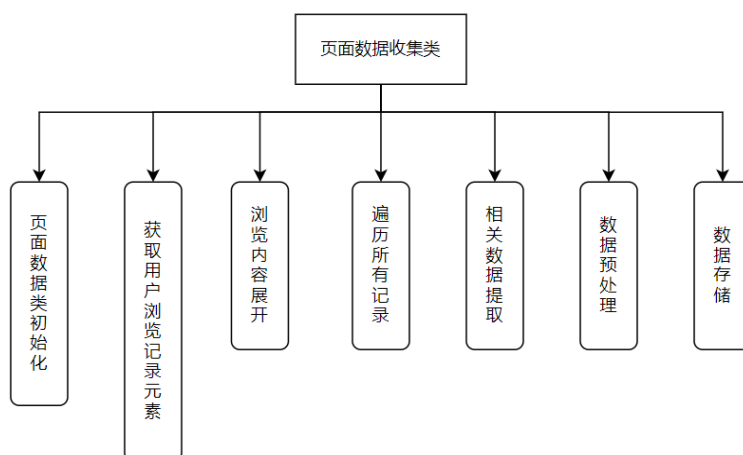 页面数据收集类
页面数据类初始化
获取用户浏览记录元素
浏览内容展开
遍历所有记录
相关数据提取
数据预处理
数据存储